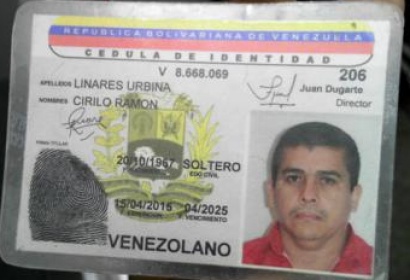 REPUBLICA BOLIVARIANA DE VENEZUELA
CEDULA DE IDENTIDAD
V 8.668.069
206
APELLIDOS LINARES URBINA
Juan Dugarte
Director
NOMBRES CIRILO RAMON
FIRMA TITULAR
20/10/1967 SOLTERO
EDO CIVIL
15/04/2015 04/2025
EXPEDICION VENCIMIENTO
VENEZOLANO